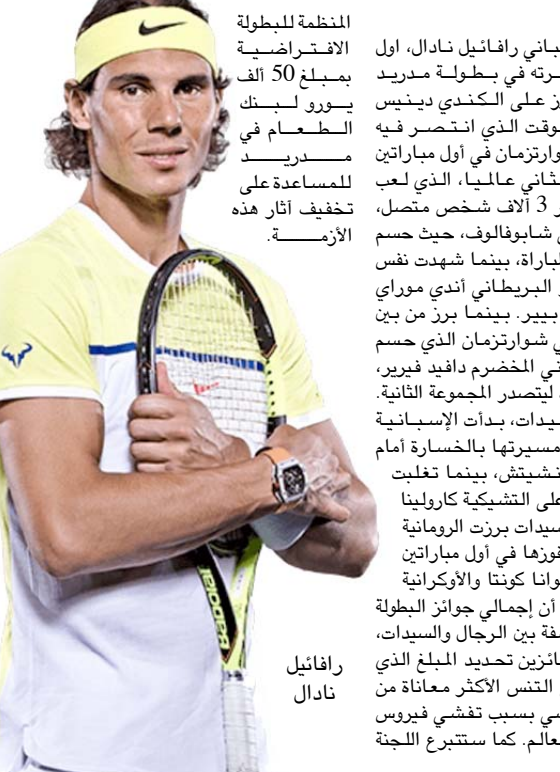 باني رافائيل نادال، اول
رته في بطولة مدريد
ز على الكندي دينيس
وقت الذي انتصر فيه
وارتزمان في أول مباراتين
ثاني عالميا، الذي لعب
ر 3 آلاف شخص متصل،
ي شابوفالوف، حيث حسم
لباراة، بينما شهدت نفس
البريطاني أندي موراي
بيير. بينما برز من بين
ي شوارتزمان الذي حسم
ني المخضرم دافيد فيرير،
ليتصدر المجموعة الثانية.
يدات، بدأت الإسبانية
مسيرتها بالخسارة أمام
نشيتش، بينما تغلبت
على التشيكية كارولينا
سيدات برزت الرومانية
فوزها في أول مباراتين
وانا كونتا والأوكرانية
أن إجمالي جوائز البطولة
فة بين الرجال والسيدات،
ائزين تحديد المبلغ الذي
التنس الأكثر معاناة من
سي بسبب تفشي فيروس
عالم. كما ستتبرع اللجنة
المنظمة للبطولة
الافتراضية
بمبلغ 50 ألف
يورو لبنك
الطعام في
مدريد
للمساعدة على
تخفيف آثار هذه
الأزمة.
رافائيل
نادال
BABOLAT